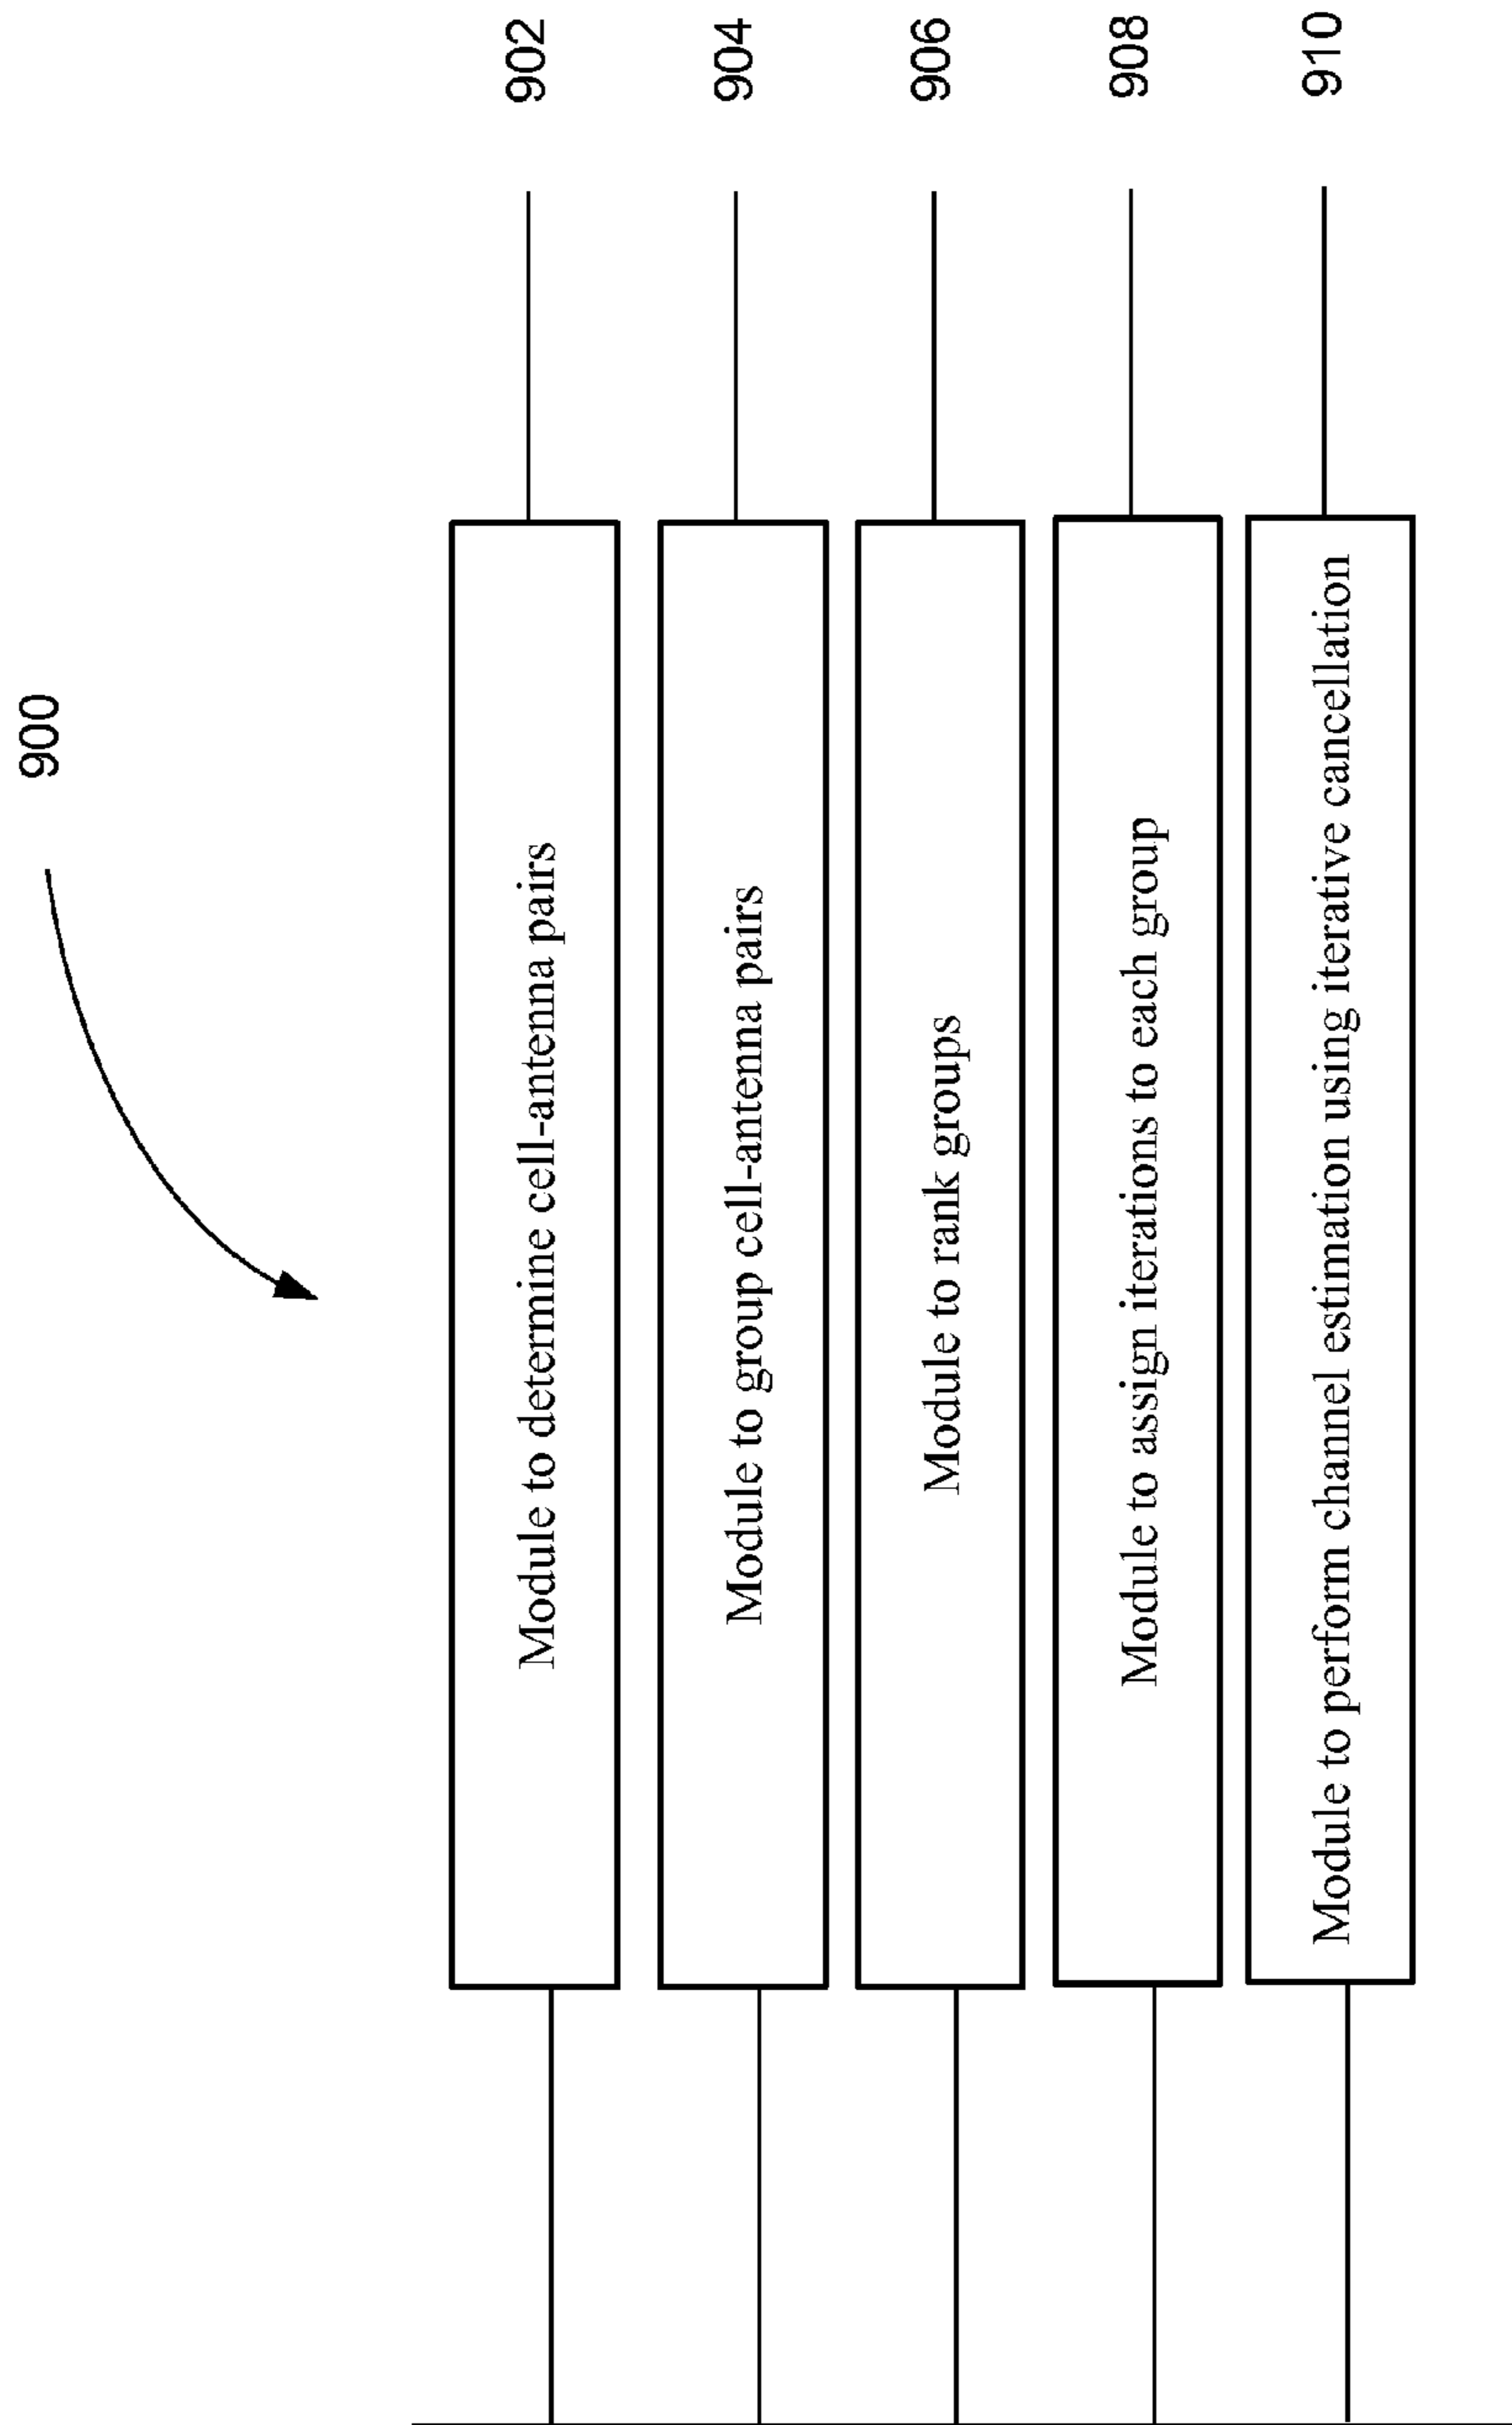 900
Module to determine cell-antenna pairs
902
Module to group cell-antenna pairs
904
Module to rank groups
906
Module to assign iterations to each group
908
Module to perform channel estimation using iterative cancellation
910